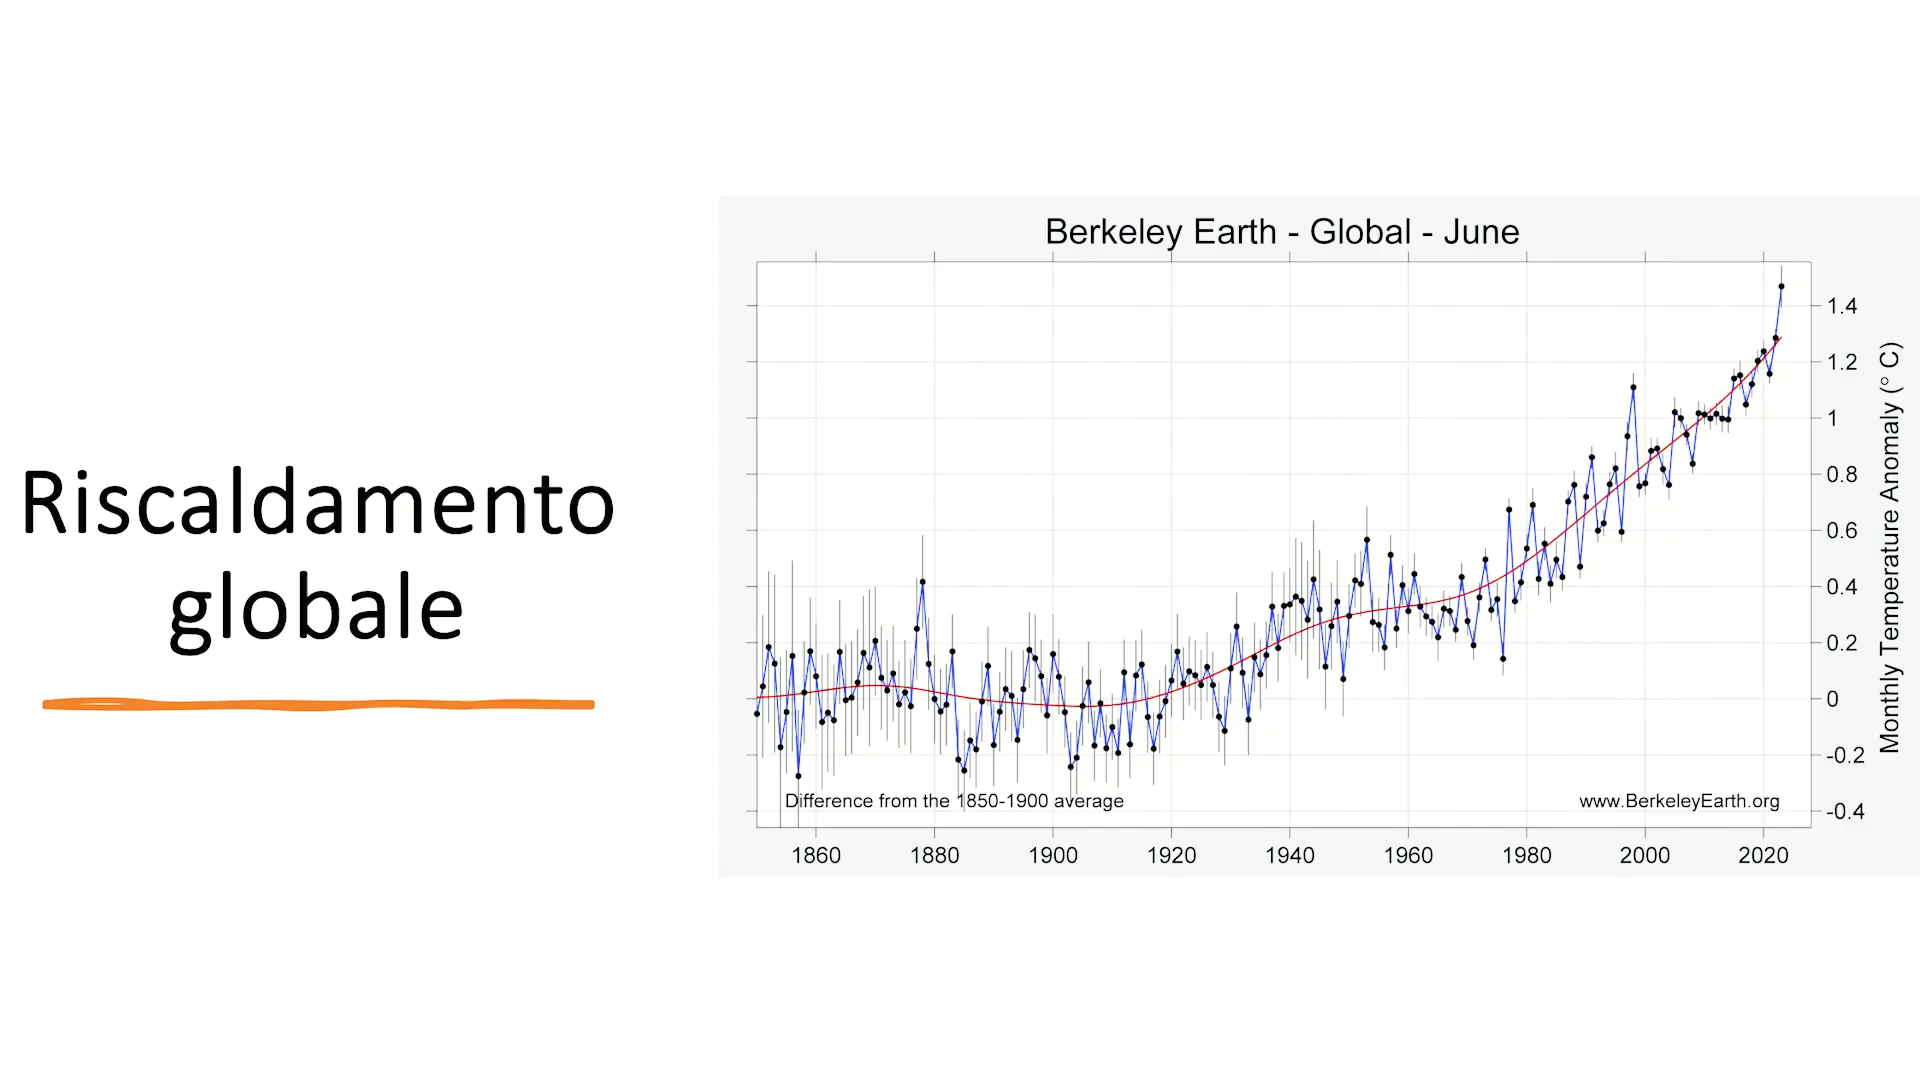 Riscaldamento
globale
Berkeley Earth - Global - June
1.4
1.2
1
0.8
0.6
0.4
0.2
0
-0.2
-0.4
Monthly Temperature Anomaly (° C)
Difference from the 1850-1900 average
www.BerkeleyEarth.org
1860 1880 1900 1920 1940 1960 1980 2000 2020